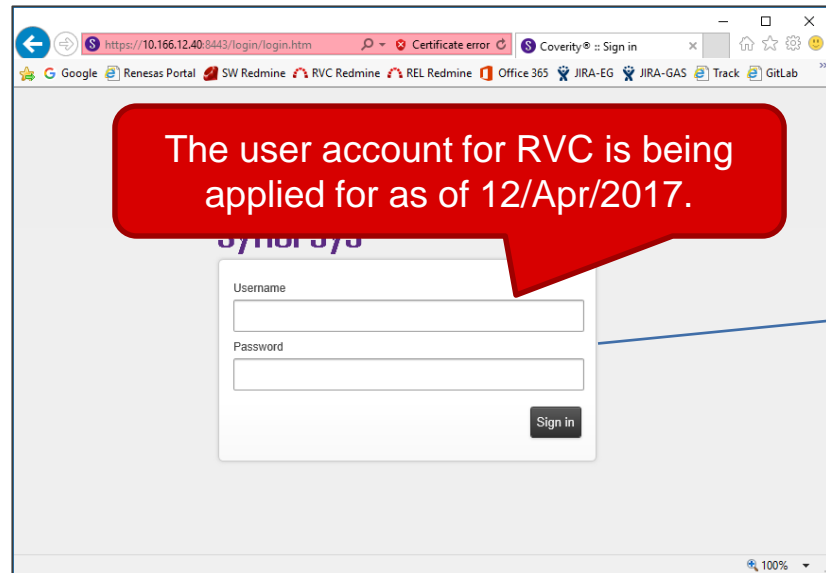 https://10.166.12.40:8443/login/login.htm
Certificate error
Coverity® :: Sign in
Google
Renesas Portal
SW Redmine
RVC Redmine
REL Redmine
Office 365
JIRA-EG
JIRA-GAS
Track
GitLab
The user account for RVC is being
applied for as of 12/Apr/2017.
Username
Password
Sign in
100%